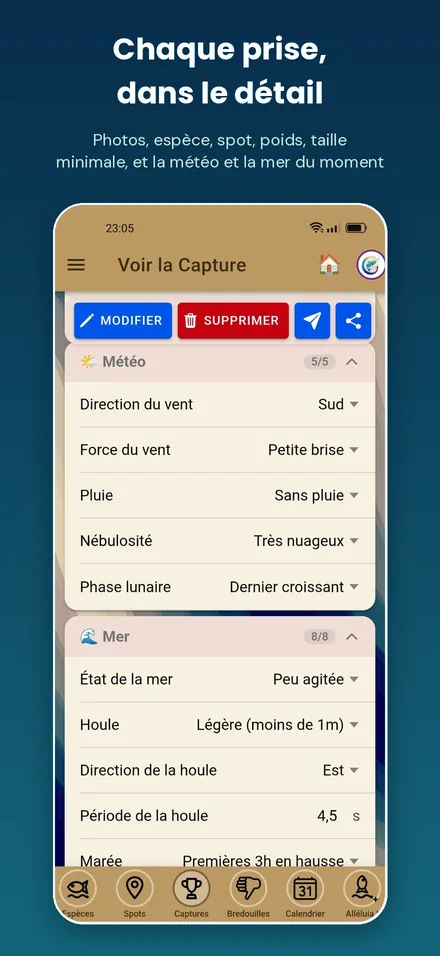 Chaque prise,
dans le détail
Photos, espèce, spot, poids, taille
minimale, et la météo et la mer du moment
23:05
Voir la Capture
MODIFIER
SUPPRIMER
Météo 5/5
Direction du vent Sud
Force du vent Petite brise
Pluie Sans pluie
Nébulosité Très nuageux
Phase lunaire Dernier croissant
Mer 8/8
État de la mer Peu agitée
Houle Légère (moins de 1m)
Direction de la houle Est
Période de la houle 4,5 s
Marée Premières 3h en hausse
31
Espèces Spots Captures Bredouilles Calendrier Alléluia